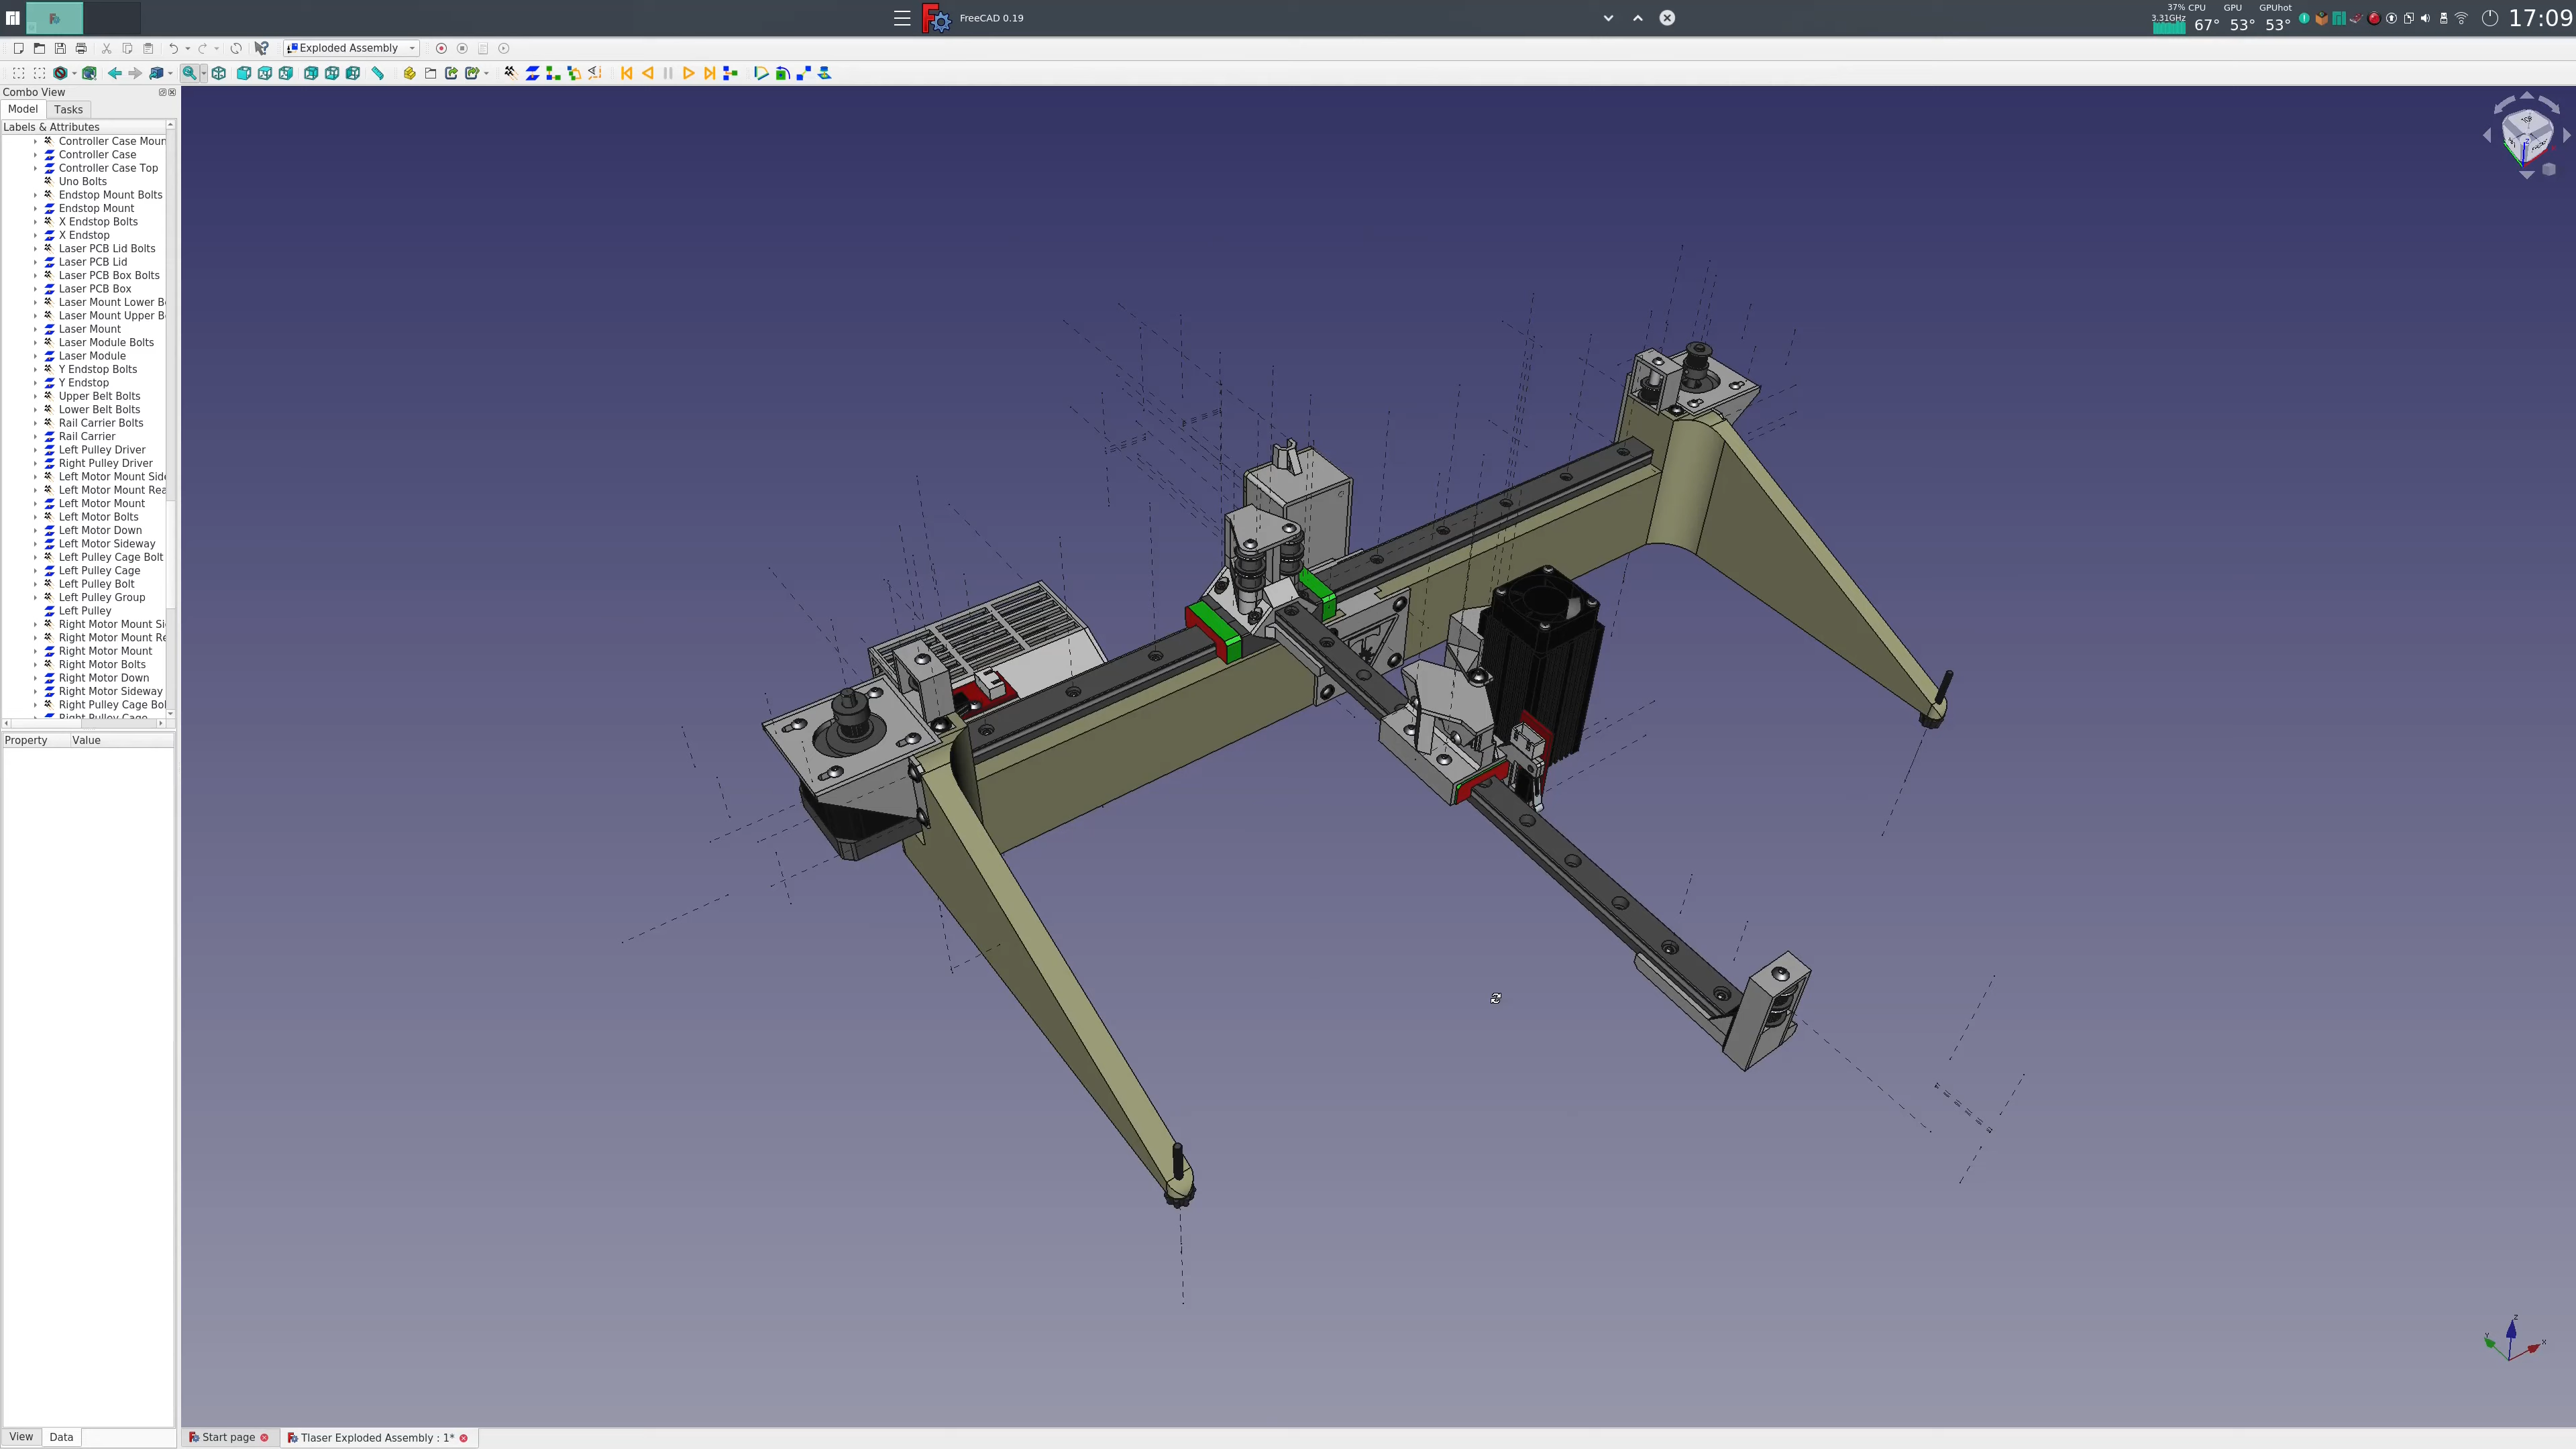 FreeCAD 0.19
37% CPU GPU GPUhot
3.31GHz 67° 53° 53° 17:09
Exploded Assembly
Combo View
Model Tasks
Labels & Attributes
Controller Case Moun
Controller Case
Controller Case Top
Uno Bolts
Endstop Mount Bolts
Endstop Mount
X Endstop Bolts
X Endstop
Laser PCB Lid Bolts
Laser PCB Lid
Laser PCB Box Bolts
Laser PCB Box
Laser Mount Lower B
Laser Mount Upper B
Laser Mount
Laser Module Bolts
Laser Module
Y Endstop Bolts
Y Endstop
Upper Belt Bolts
Lower Belt Bolts
Rail Carrier Bolts
Rail Carrier
Left Pulley Driver
Right Pulley Driver
Left Motor Mount Side
Left Motor Mount Rea
Left Motor Mount
Left Motor Bolts
Left Motor Down
Left Motor Sideway
Left Pulley Cage Bolt
Left Pulley Cage
Left Pulley Bolt
Left Pulley Group
Left Pulley
Right Motor Mount Si
Right Motor Mount Re
Right Motor Mount
Right Motor Bolts
Right Motor Down
Right Motor Sideway
Right Pulley Cage Bol
Right Pulley Cage
Property Value
View Data
Start page
Tlaser Exploded Assembly : 1*
Z
Y
X